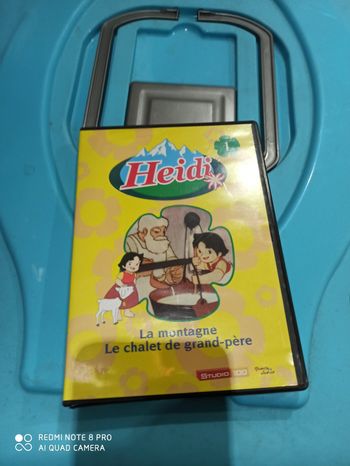 Heidi
1
La montagne
Le chalet de grand-père
STUDIO 100
REDMI NOTE 8 PRO
AI QUAD CAMERA